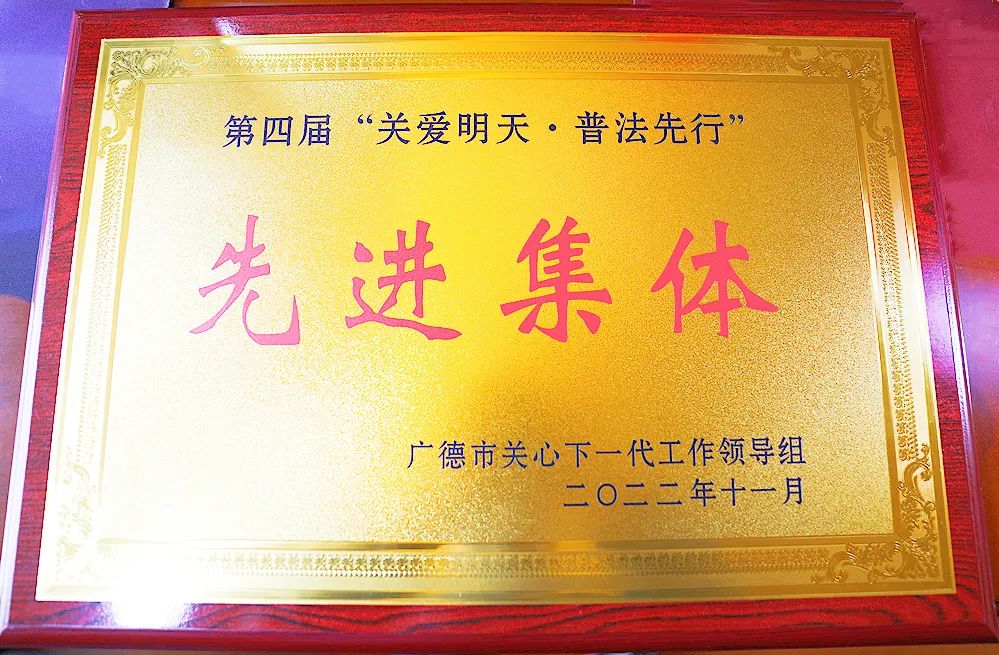 第四届“关爱明天·普法先行”
先进集体
广德市关心下一代工作领导组
二〇二二年十一月